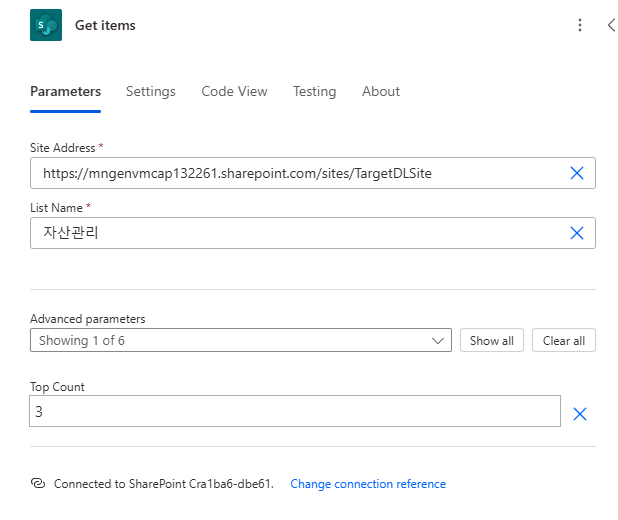 Get items
Parameters Settings Code View Testing About
Site Address *
https://mngenvmcap132261.sharepoint.com/sites/TargetDLSite
List Name *
자산관리
Advanced parameters
Showing 1 of 6 Show all Clear all
Top Count
3
Connected to SharePoint Cra1ba6-dbe61. Change connection reference